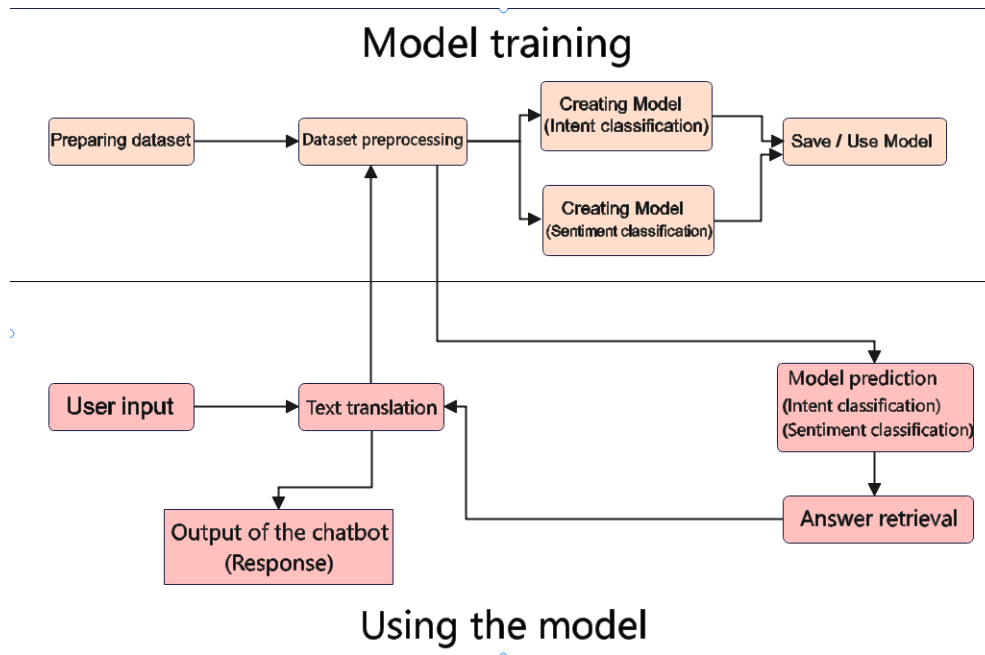 Model training
Preparing dataset
Dataset preprocessing
Creating Model
(Intent classification)
Creating Model
(Sentiment classification)
Save / Use Model
User input
Text translation
Model prediction
(Intent classification)
(Sentiment classification)
Answer retrieval
Output of the chatbot
(Response)
Using the model